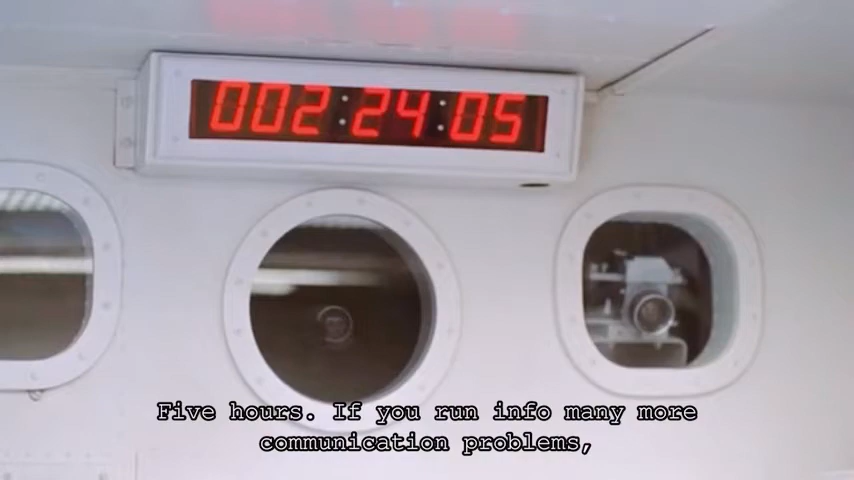 002:24:05
Five hours. If you run info many more
communication problems,